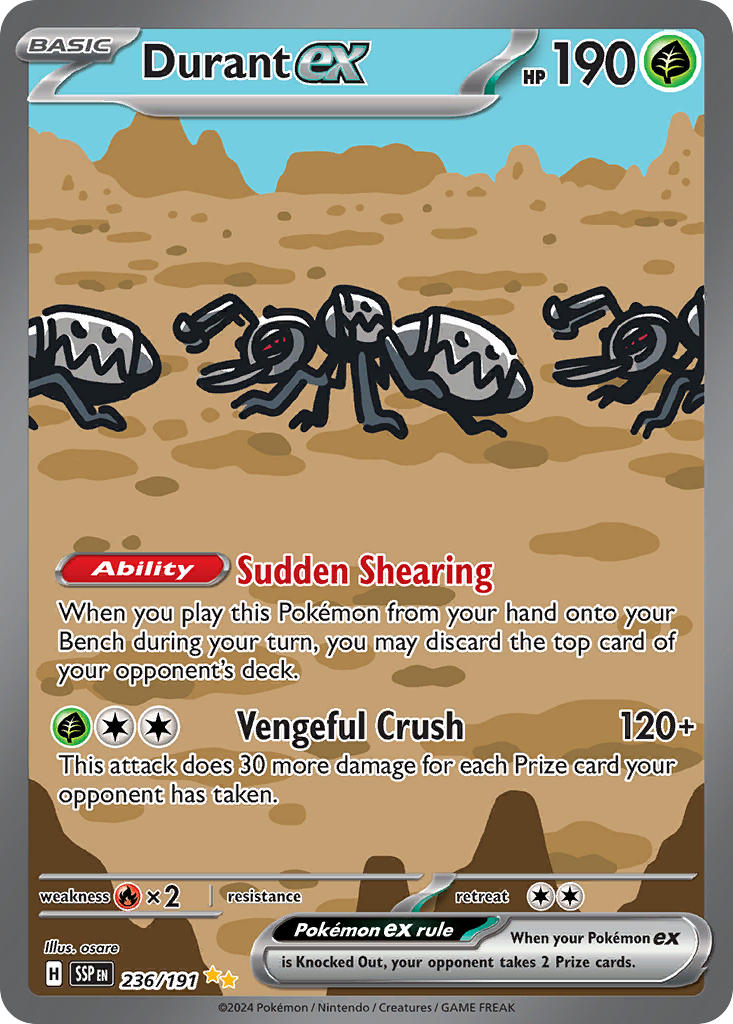 BASIC Durant ex HP 190
Ability Sudden Shearing
When you play this Pokémon from your hand onto your
Bench during your turn, you may discard the top card of
your opponent's deck.
Vengeful Crush 120+
This attack does 30 more damage for each Prize card your
opponent has taken.
weakness ×2 resistance retreat
Pokémon ex rule When your Pokémon ex
is Knocked Out, your opponent takes 2 Prize cards.
Illus. osare
H SSP EN 236/191
©2024 Pokémon / Nintendo / Creatures / GAME FREAK